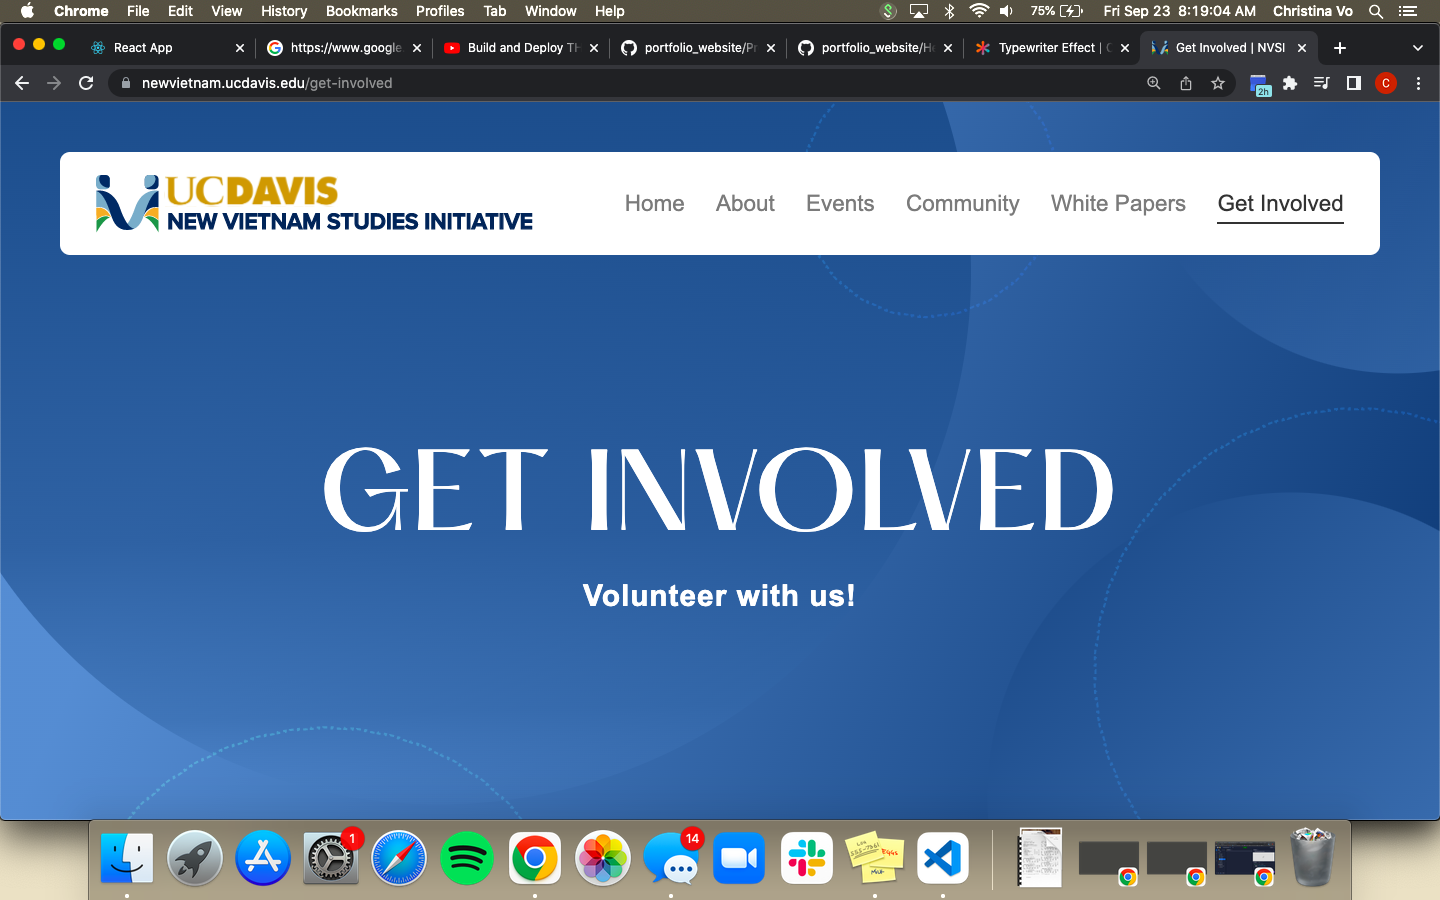 Chrome File Edit View History Bookmarks Profiles Tab Window Help 75% Fri Sep 23 8:19:04 AM Christina Vo
React App https://www.google. Build and Deploy TH portfolio_website/Pr portfolio_website/He Typewriter Effect | Get Involved | NVSI
newvietnam.ucdavis.edu/get-involved 2h C
UCDAVIS
NEW VIETNAM STUDIES INITIATIVE
Home About Events Community White Papers Get Involved
GET INVOLVED
Volunteer with us!
1 14